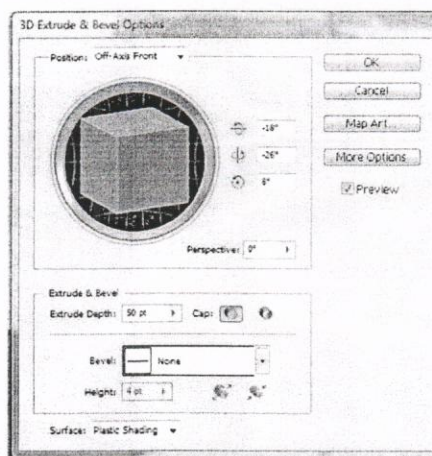 3D Extrude & Bevel Options
Position: Off-Axis Front
OK
Cancel
Map Art...
More Options
Preview
-18°
-26°
8°
Perspective: 0°
Extrude & Bevel
Extrude Depth: 50 pt Cap:
Bevel: None
Height: 4 pt
Surface: Plastic Shading